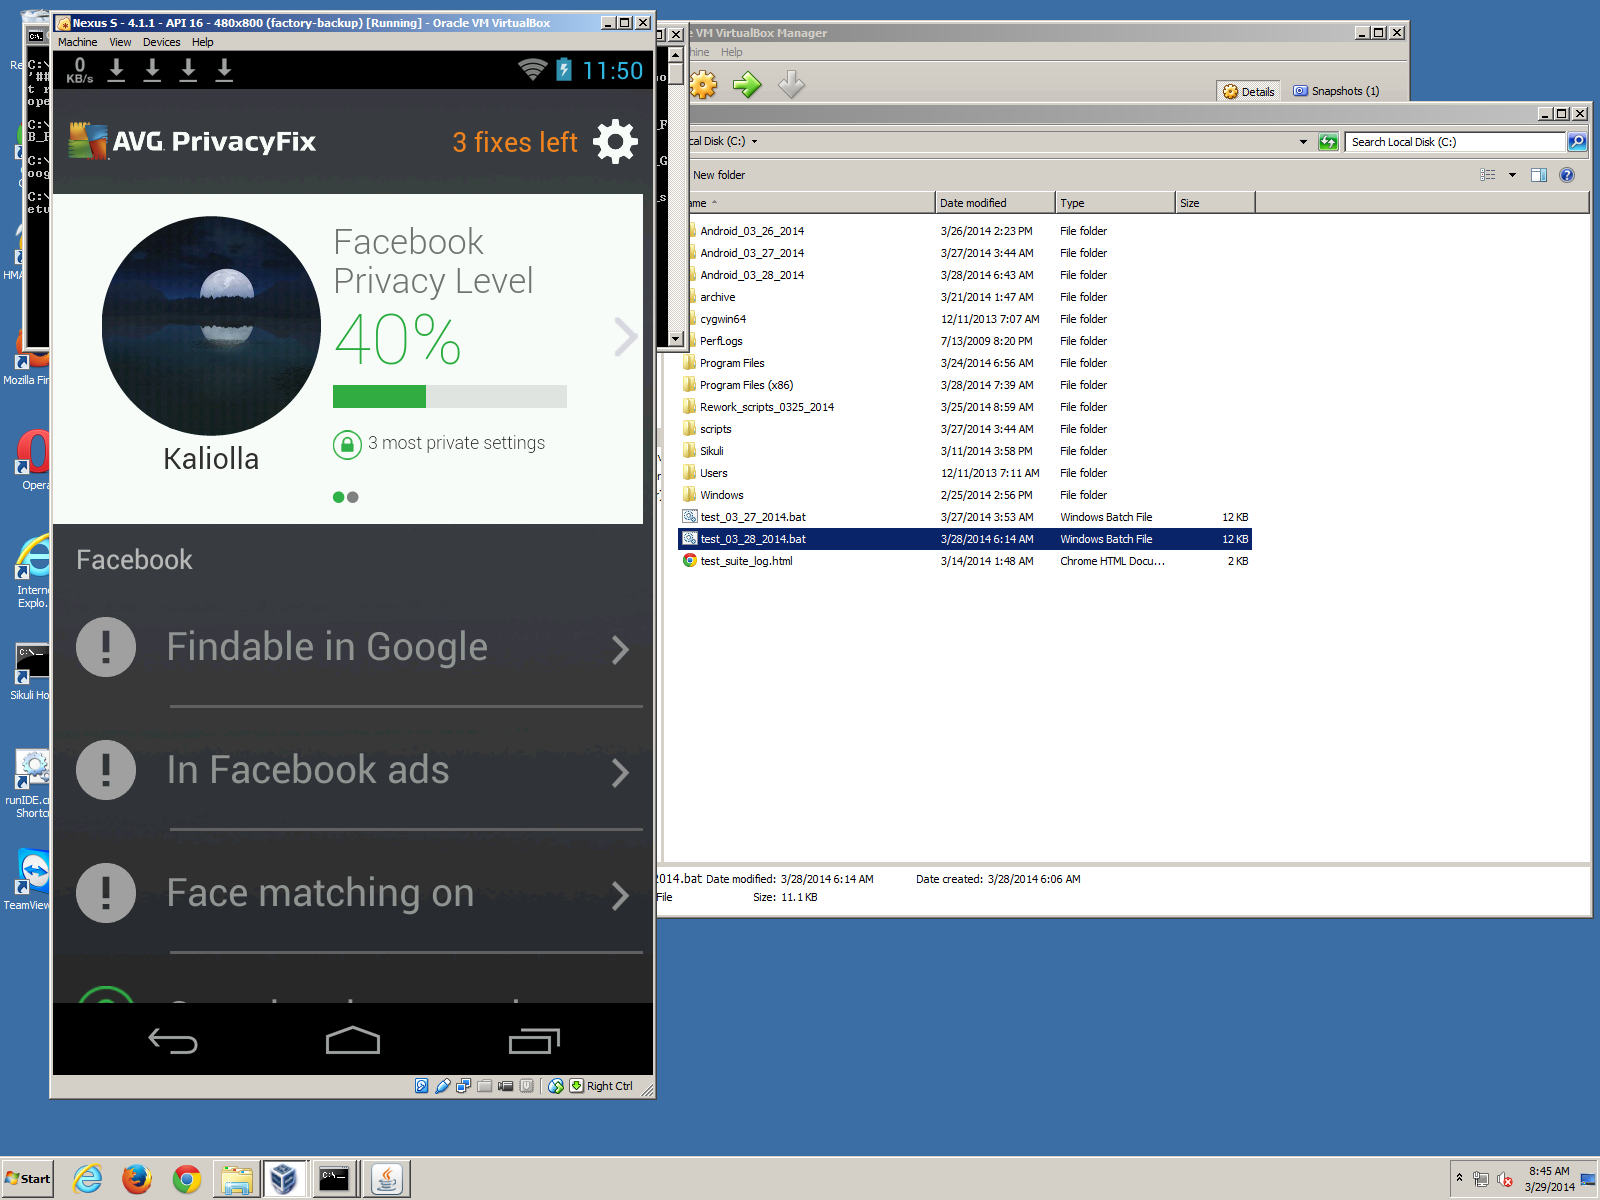 Nexus S - 4.1.1 - API 16 - 480x800 (factory-backup) [Running] - Oracle VM VirtualBox
Machine View Devices Help
0
KB/s
11:50
AVG PrivacyFix
3 fixes left
Facebook
Privacy Level
40%
3 most private settings
Kaliolla
Facebook
Findable in Google
In Facebook ads
Face matching on
Right Ctrl
VM VirtualBox Manager
Help
Details
Snapshots (1)
Local Disk (C:)
Search Local Disk (C:)
New folder
Date modified Type Size
Android_03_26_2014 3/26/2014 2:23 PM File folder
Android_03_27_2014 3/27/2014 3:44 AM File folder
Android_03_28_2014 3/28/2014 6:43 AM File folder
archive 3/21/2014 1:47 AM File folder
cygwin64 12/11/2013 7:07 AM File folder
PerfLogs 7/13/2009 8:20 PM File folder
Program Files 3/24/2014 6:56 AM File folder
Program Files (x86) 3/28/2014 7:39 AM File folder
Rework_scripts_0325_2014 3/25/2014 8:59 AM File folder
scripts 3/27/2014 3:44 AM File folder
Sikuli 3/11/2014 3:58 PM File folder
Users 12/11/2013 7:11 AM File folder
Windows 2/25/2014 2:56 PM File folder
test_03_27_2014.bat 3/27/2014 3:53 AM Windows Batch File 12 KB
test_03_28_2014.bat 3/28/2014 6:14 AM Windows Batch File 12 KB
test_suite_log.html 3/14/2014 1:48 AM Chrome HTML Docu... 2 KB
2014.bat Date modified: 3/28/2014 6:14 AM Date created: 3/28/2014 6:06 AM
File Size: 11.1 KB
HMA
Mozilla Fir
Opera
Intern
Explo.
Sikuli Ho
runIDE.c
Shortcu
TeamView
Start
8:45 AM
3/29/2014